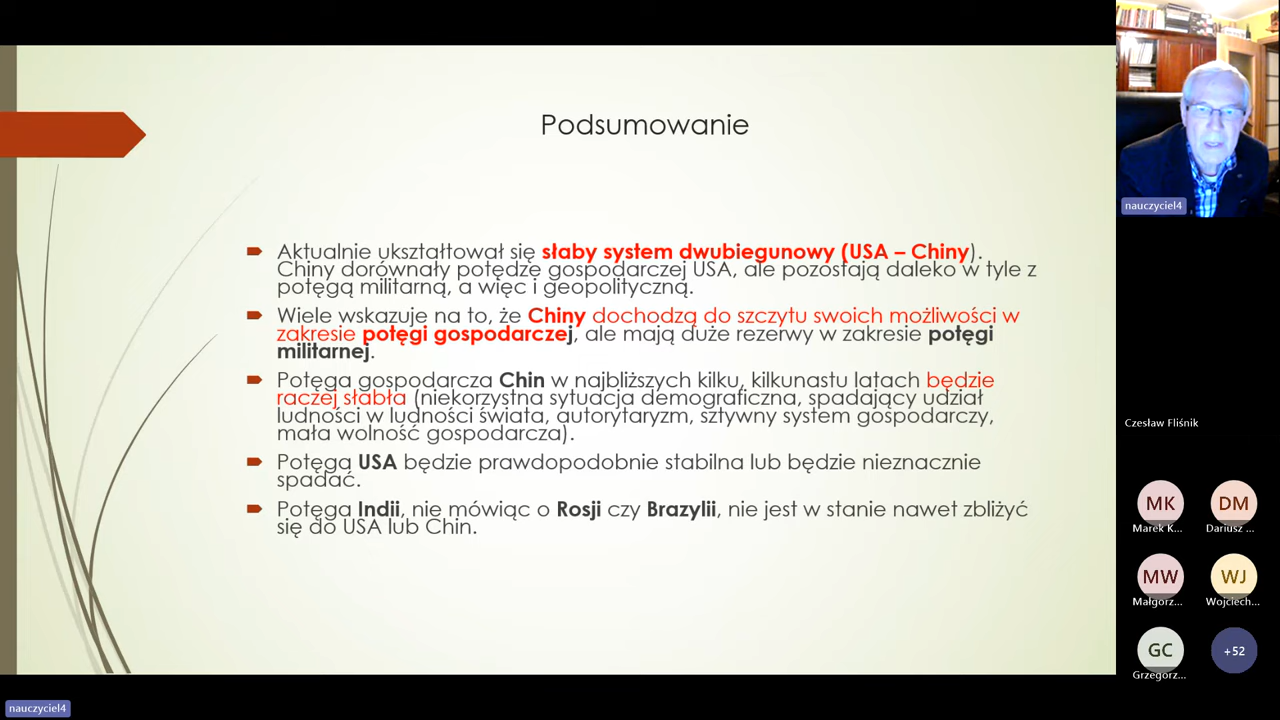 Podsumowanie
Aktualnie ukształtował się słaby system dwubiegunowy (USA – Chiny).
Chiny dorównały potędze gospodarczej USA, ale pozostają daleko w tyle z
potęgą militarną, a więc i geopolityczną.
Wiele wskazuje na to, że Chiny dochodzą do szczytu swoich możliwości w
zakresie potęgi gospodarczej, ale mają duże rezerwy w zakresie potęgi
militarnej.
Potęga gospodarcza Chin w najbliższych kilku, kilkunastu latach będzie
raczej słabła (niekorzystna sytuacja demograficzna, spadający udział
ludności w ludności świata, autorytaryzm, sztywny system gospodarczy,
mała wolność gospodarcza).
Potęga USA będzie prawdopodobnie stabilna lub będzie nieznacznie
spadać.
Potęga Indii, nie mówiąc o Rosji czy Brazylii, nie jest w stanie nawet zbliżyć
się do USA lub Chin.
nauczyciel4
Czesław Fliśnik
MK DM
Marek K... Dariusz ...
MW WJ
Małgorz... Wojciech...
GC +52
Grzegorz...
nauczyciel4